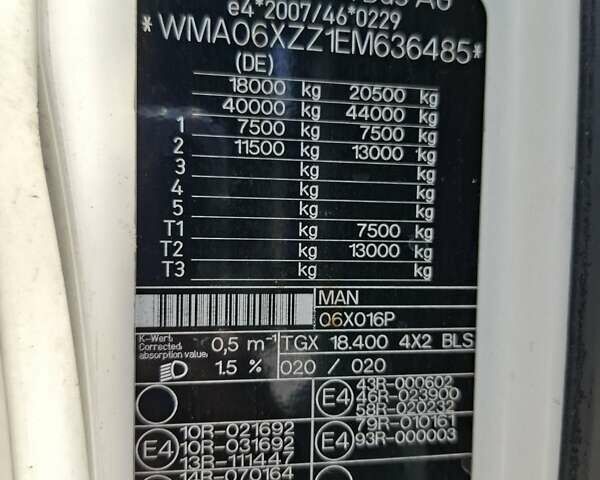 AG
e4*2007/46*0229
*WMA06XZZ1EM636485*
(DE)
18000 kg 20500 kg
40000 kg 44000 kg
1 7500 kg 7500 kg
2 11500 kg 13000 kg
3 kg kg
4 kg kg
5 kg kg
T1 kg 7500 kg
T2 kg 13000 kg
T3 kg kg
MAN
06X016P
K-Wert
Corrected
absorption value
0,5 m⁻¹
TGX 18.400 4X2 BLS
1.5 %
020 / 020
E4
43R-000602
46R-023900
58R-020232
79R-010161
93R-000003
E4
10R-021692
10R-031692
13R-111447
14R-070164